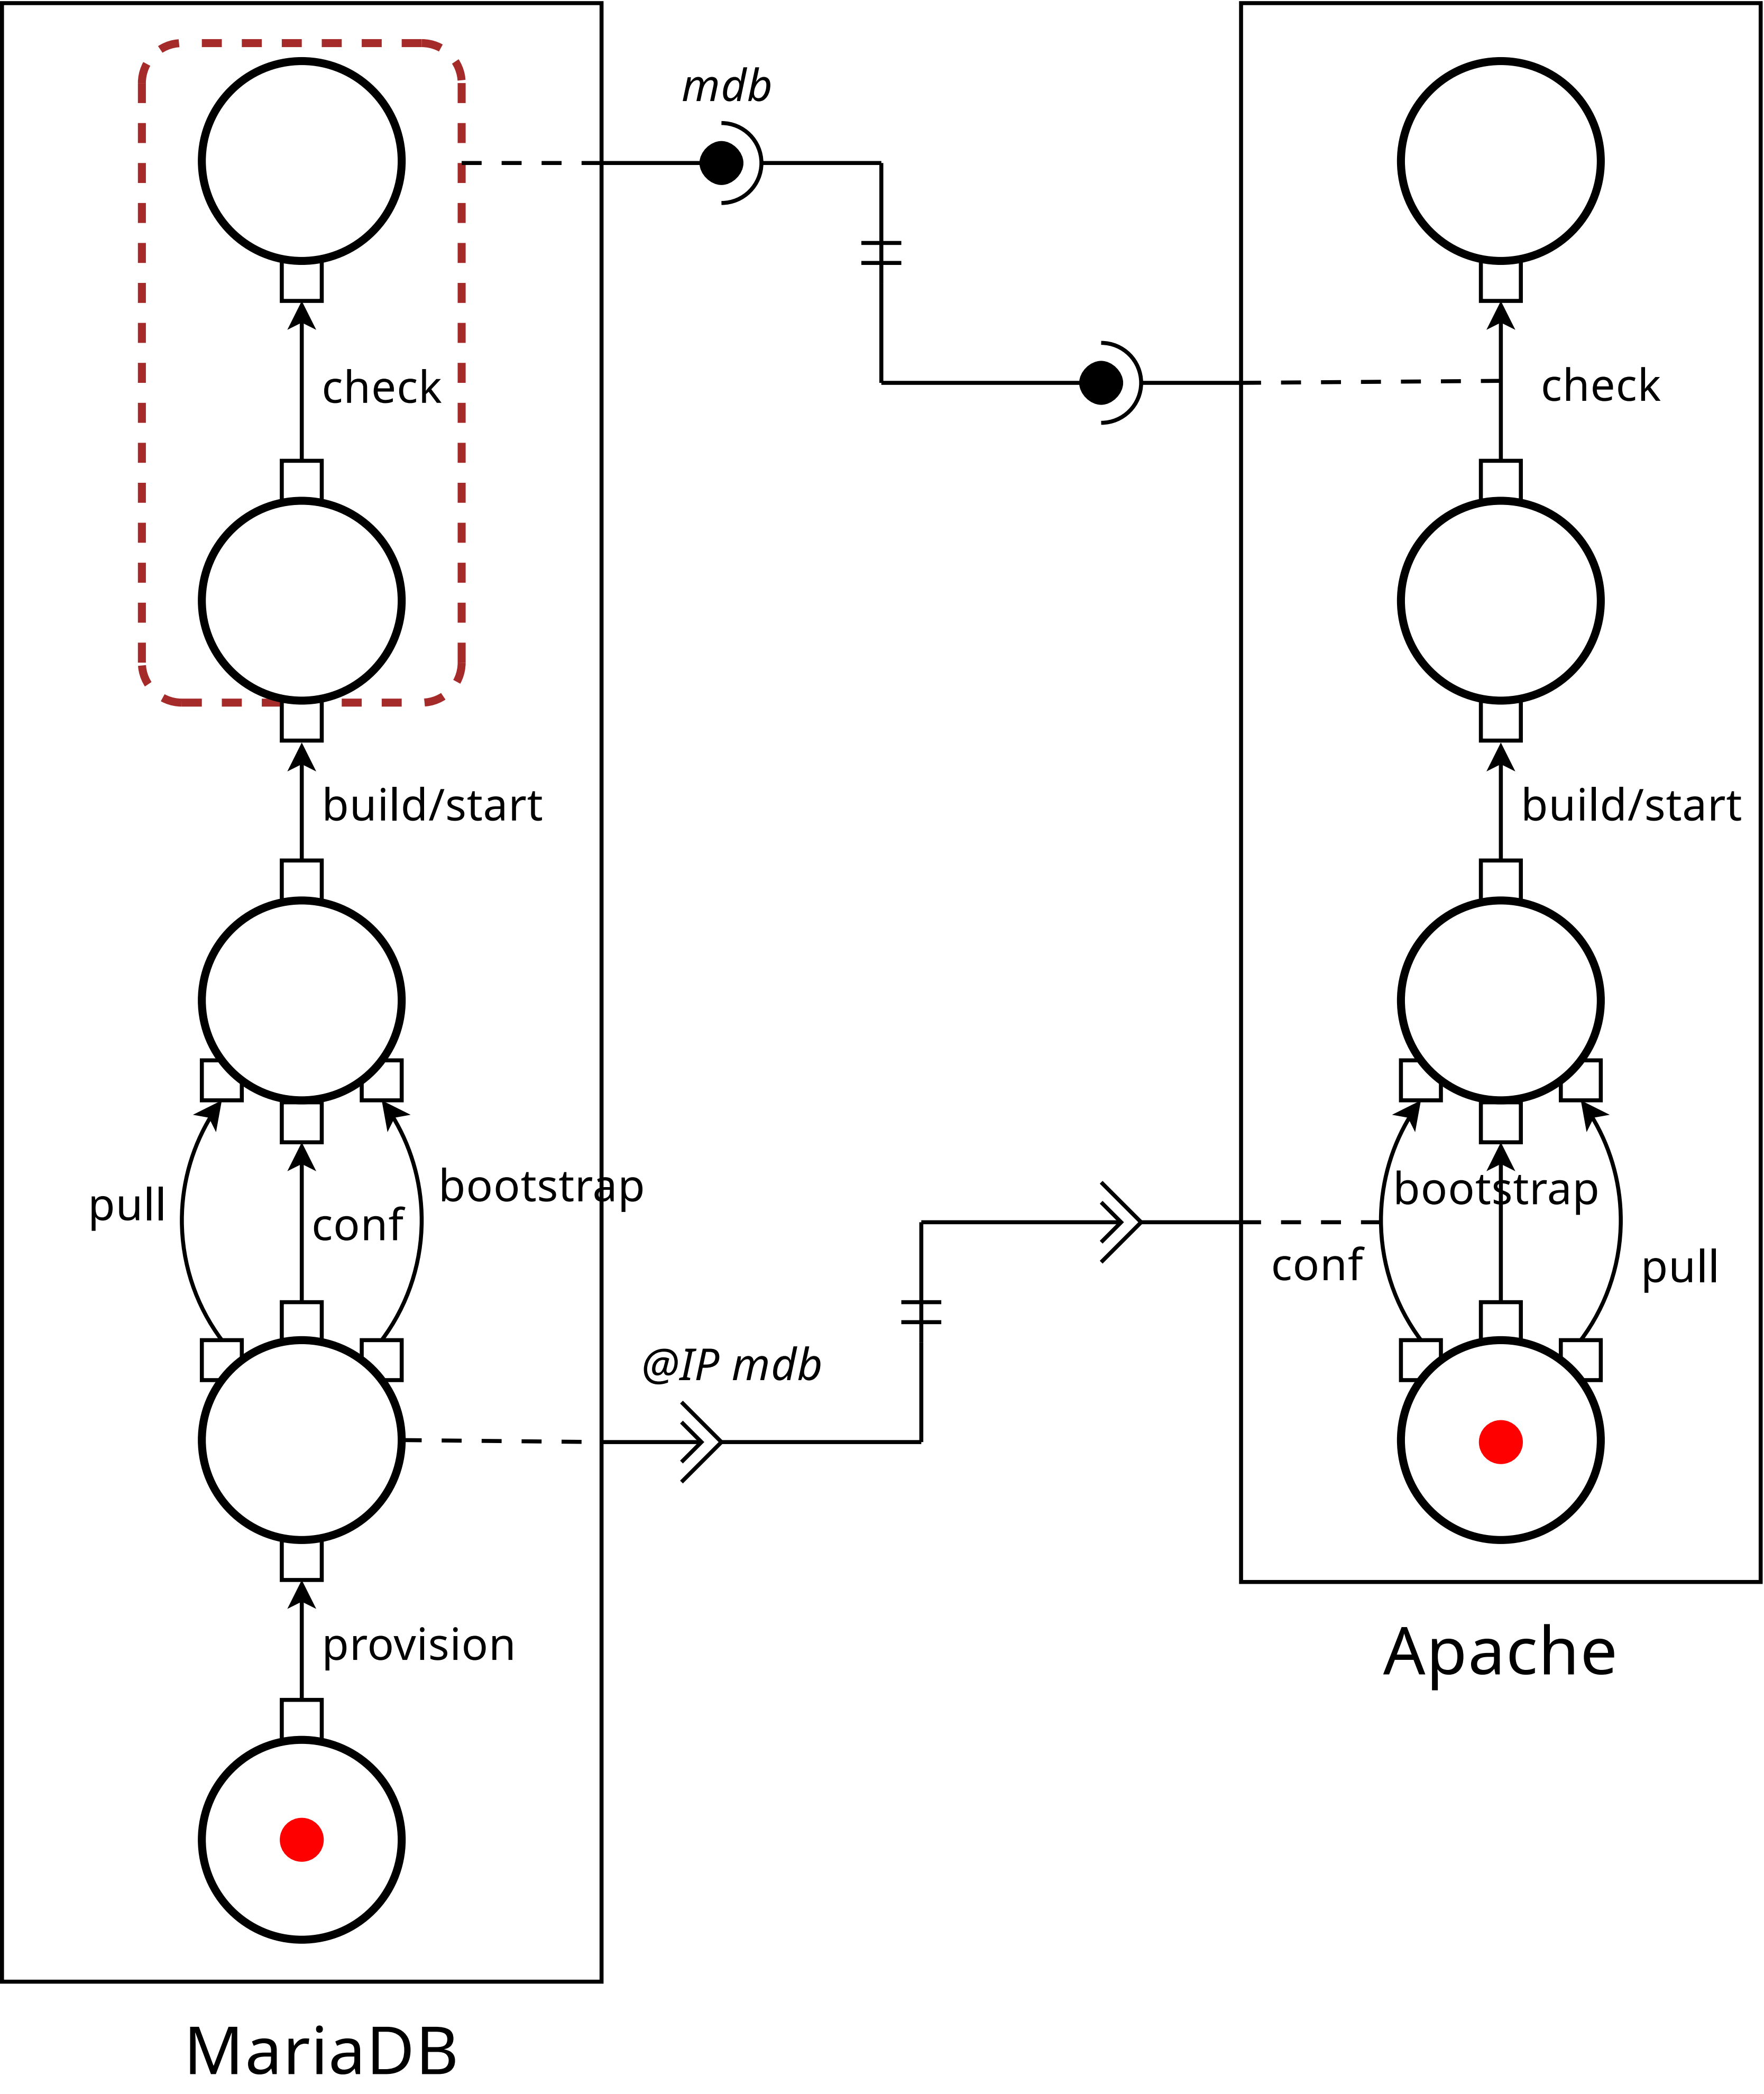 mdb
check
check
build/start
build/start
pull
conf
bootstrap
bootstrap
conf
pull
@IP mdb
provision
Apache
MariaDB